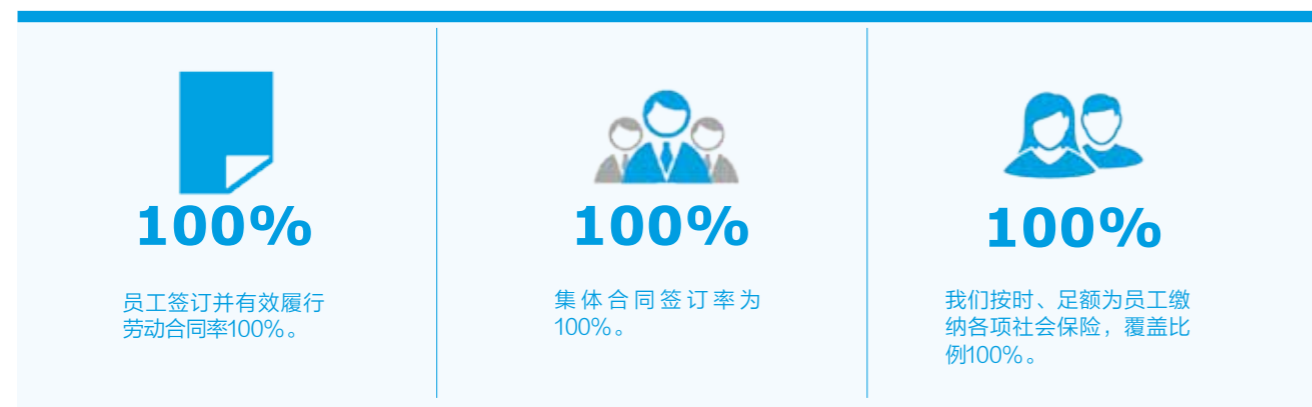 100%
员工签订并有效履行
劳动合同率100%。
100%
集体合同签订率为
100%。
100%
我们按时、足额为员工缴
纳各项社会保险，覆盖比
例100%。